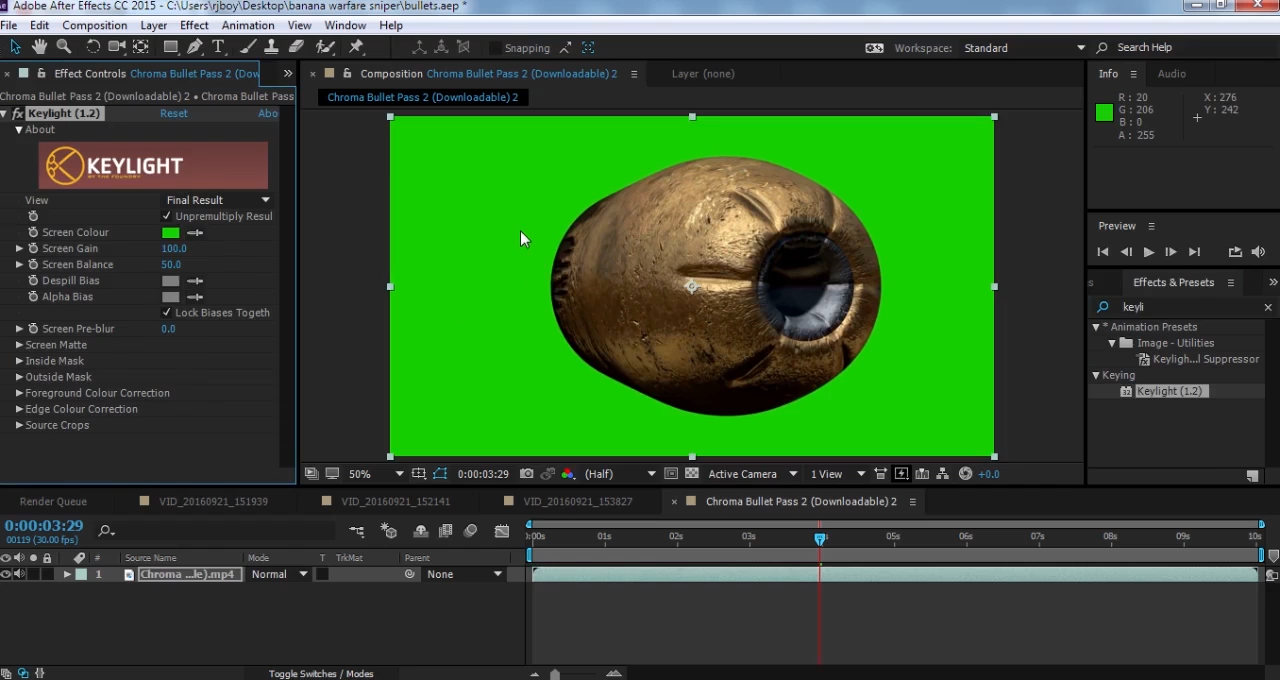 Adobe After Effects CC 2015 - C:\Users\rjboy\Desktop\banana warfare sniper\bullets.aep *
File Edit Composition Layer Effect Animation View Window Help
Snapping Workspace: Standard Search Help
Effect Controls Chroma Bullet Pass 2 (Dow
Composition Chroma Bullet Pass 2 (Downloadable) 2
Layer (none)
Info Audio
Chroma Bullet Pass 2 (Downloadable) 2 • Chroma Bullet Pass
Chroma Bullet Pass 2 (Downloadable) 2
R : 20 X : 276
G : 206 Y : 242
B : 0
A : 255
fx Keylight (1.2) Reset Abo
About
KEYLIGHT
BY THE FOUNDRY
View Final Result
Unpremultiply Resul
Screen Colour
Screen Gain 100.0
Screen Balance 50.0
Despill Bias
Alpha Bias
Lock Biases Togeth
Screen Pre-blur 0.0
Screen Matte
Inside Mask
Outside Mask
Foreground Colour Correction
Edge Colour Correction
Source Crops
Preview
Effects & Presets
keyli
* Animation Presets
Image - Utilities
Keyligh...l Suppressor
Keying
Keylight (1.2)
50% 0:00:03:29 (Half) Active Camera 1 View +0.0
Render Queue VID_20160921_151939 VID_20160921_152141 VID_20160921_153827 Chroma Bullet Pass 2 (Downloadable) 2
0:00:03:29
00119 (30.00 fps)
:00s 01s 02s 03s 05s 06s 07s 08s 09s 10s
# Source Name Mode T TrkMat Parent
1 Chroma ...le).mp4 Normal None
Toggle Switches / Modes